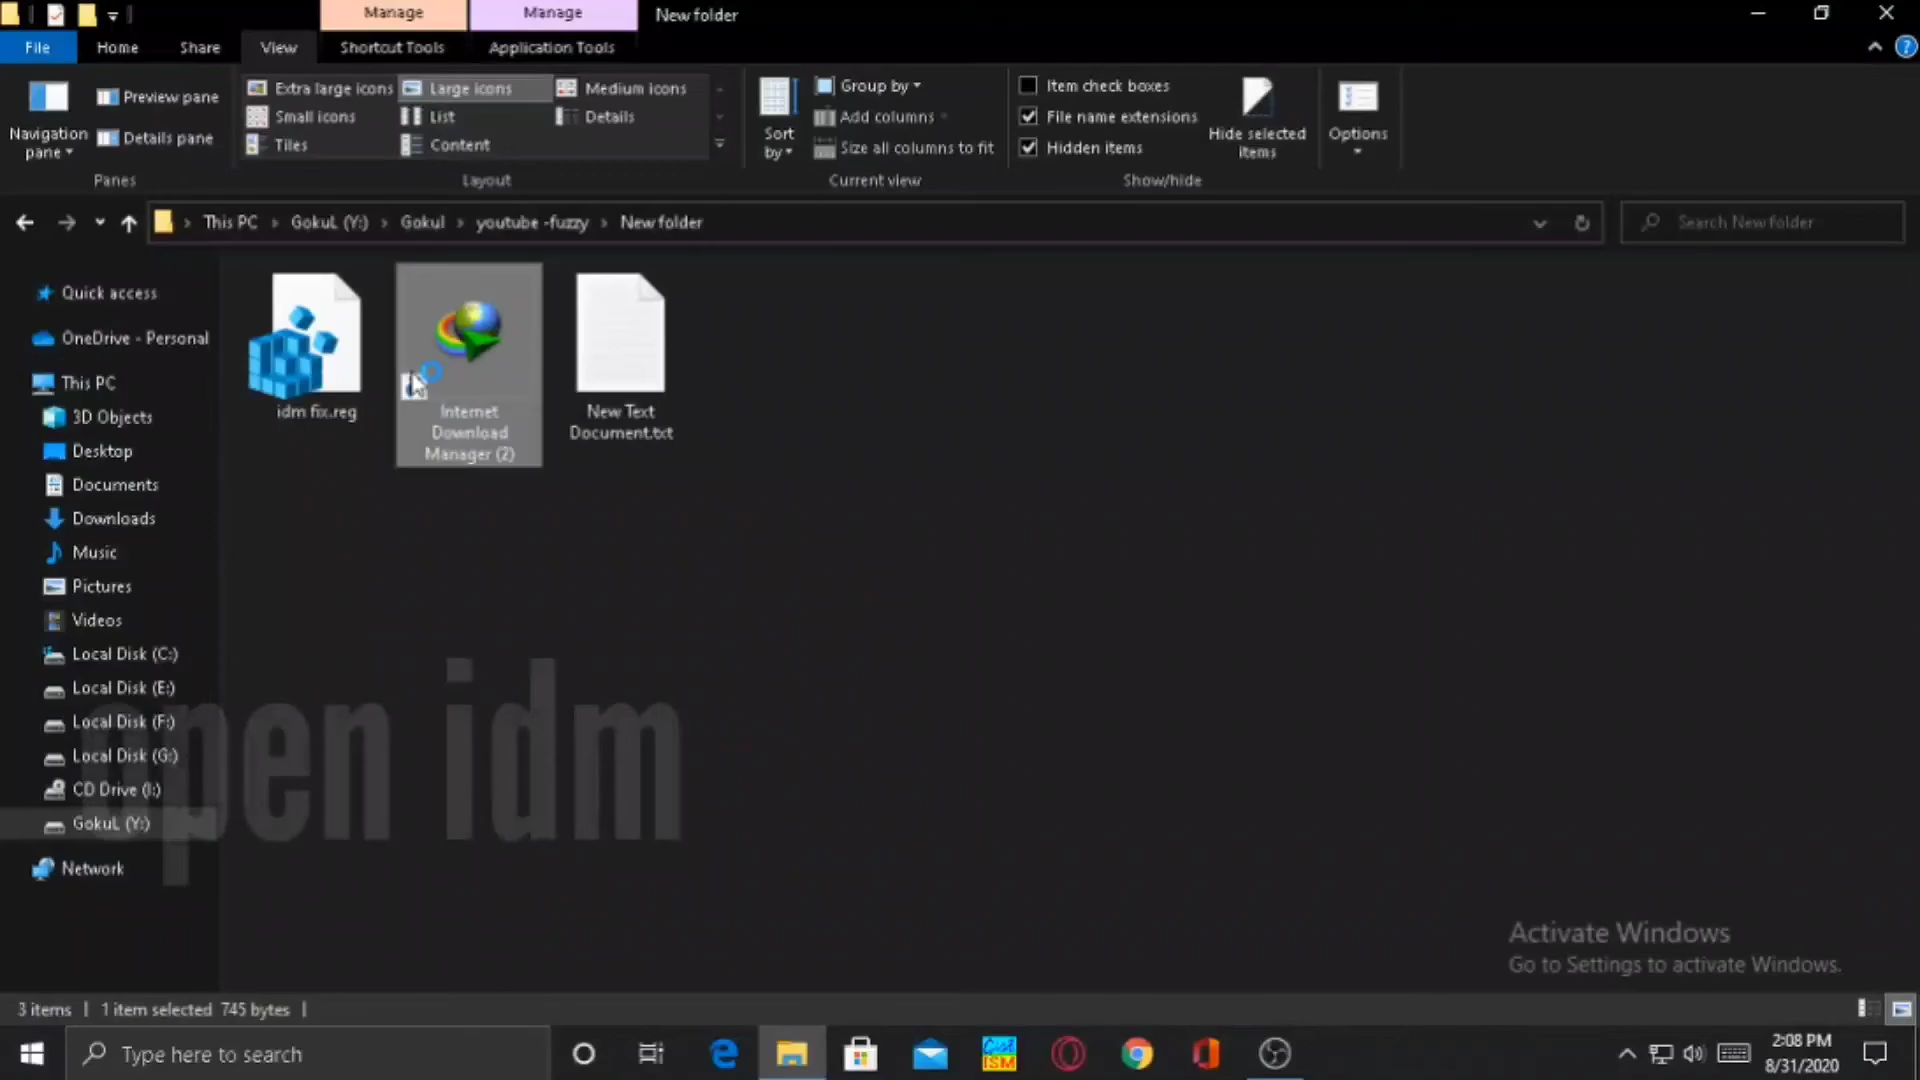 Manage
Manage
New folder
File
Home
Share
View
Shortcut Tools
Application Tools
Navigation pane
Preview pane
Details pane
Panes
Extra large icons
Large icons
Medium icons
Small icons
List
Details
Tiles
Content
Layout
Sort by
Group by
Add columns
Size all columns to fit
Current view
Item check boxes
File name extensions
Hidden items
Hide selected items
Show/hide
Options
This PC
GokuL (Y:)
Gokul
youtube -fuzzy
New folder
Search New folder
Quick access
OneDrive - Personal
This PC
3D Objects
Desktop
Documents
Downloads
Music
Pictures
Videos
Local Disk (C:)
Local Disk (E:)
Local Disk (F:)
Local Disk (G:)
CD Drive (I:)
GokuL (Y:)
Network
idm fix.reg
Internet
Download
Manager (2)
New Text
Document.txt
open idm
Activate Windows
Go to Settings to activate Windows.
3 items
1 item selected 745 bytes
Type here to search
2:08 PM
8/31/2020